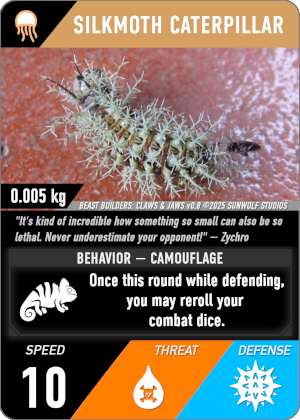 SILKMOTH CATERPILLAR
0.005 kg
BEAST BUILDERS: CLAWS & JAWS v0.8 ©2025 SUNWOLF STUDIOS
"It's kind of incredible how something so small can also be so
lethal. Never underestimate your opponent!" — Zychro
BEHAVIOR — CAMOUFLAGE
Once this round while defending,
you may reroll your
combat dice.
SPEED
THREAT
DEFENSE
10